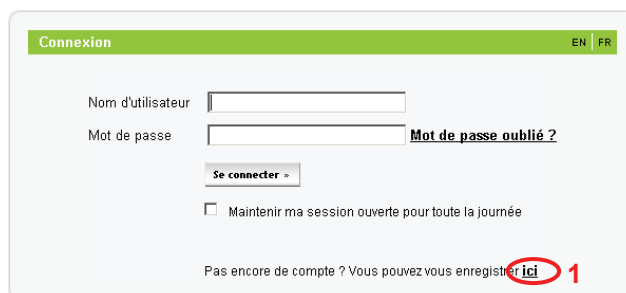 Connexion EN FR
Nom d'utilisateur
Mot de passe Mot de passe oublié ?
Se connecter »
Maintenir ma session ouverte pour toute la journée
Pas encore de compte ? Vous pouvez vous enregistrer ici 1